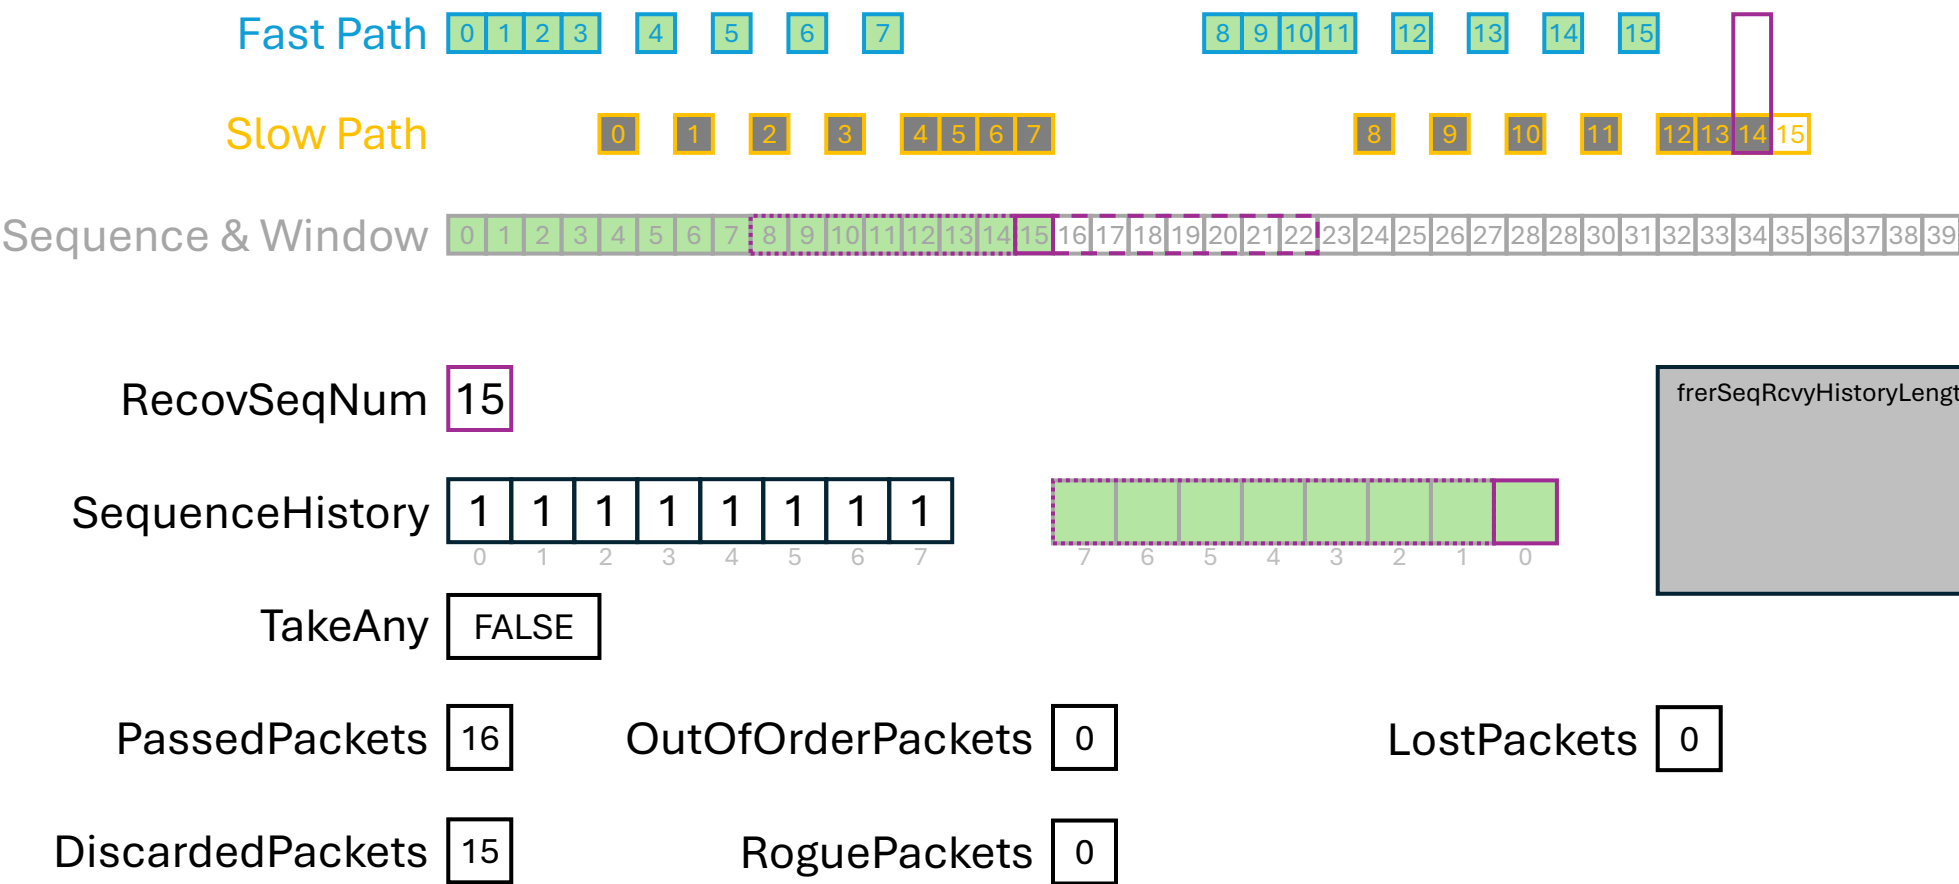 Fast Path 0 1 2 3 4 5 6 7 8 9 10 11 12 13 14 15
Slow Path 0 1 2 3 4 5 6 7 8 9 10 11 12 13 14 15
Sequence & Window 0 1 2 3 4 5 6 7 8 9 10 11 12 13 14 15 16 17 18 19 20 21 22 23 24 25 26 27 28 28 30 31 32 33 34 35 36 37 38 39
RecovSeqNum 15
frerSeqRcvyHistoryLengt
SequenceHistory 1 1 1 1 1 1 1 1
0 1 2 3 4 5 6 7 7 6 5 4 3 2 1 0
TakeAny FALSE
PassedPackets 16 OutOfOrderPackets 0 LostPackets 0
DiscardedPackets 15 RoguePackets 0